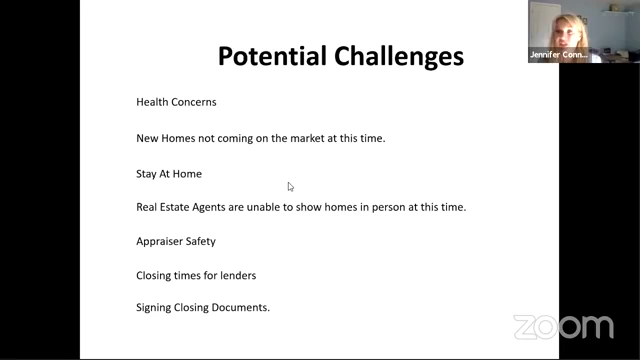 Potential Challenges
Jennifer Conn...
Health Concerns
New Homes not coming on the market at this time.
Stay At Home
Real Estate Agents are unable to show homes in person at this time.
Appraiser Safety
Closing times for lenders
Signing Closing Documents.
zoom